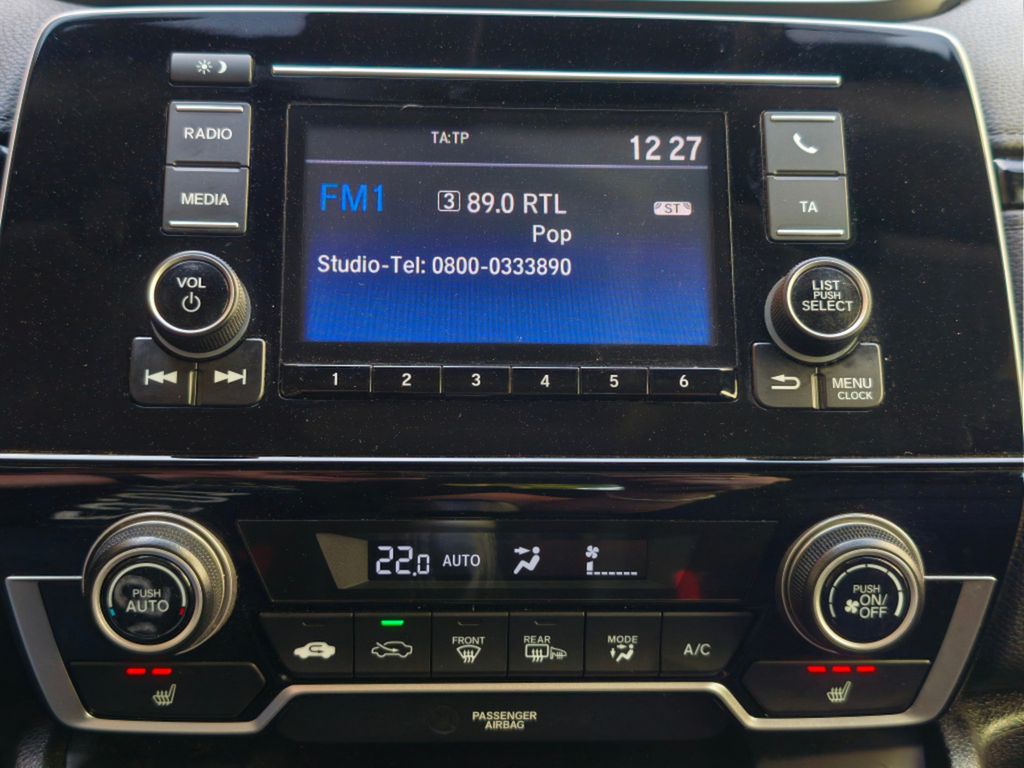 RADIO
MEDIA
VOL
TA:TP
12 27
FM1
3 89.0 RTL
ST
Pop
Studio-Tel: 0800-0333890
1 2 3 4 5 6
TA
LIST
PUSH
SELECT
MENU
CLOCK
PUSH
AUTO
22.0 AUTO
PUSH
ON/
OFF
FRONT
REAR
MODE
A/C
PASSENGER
AIRBAG